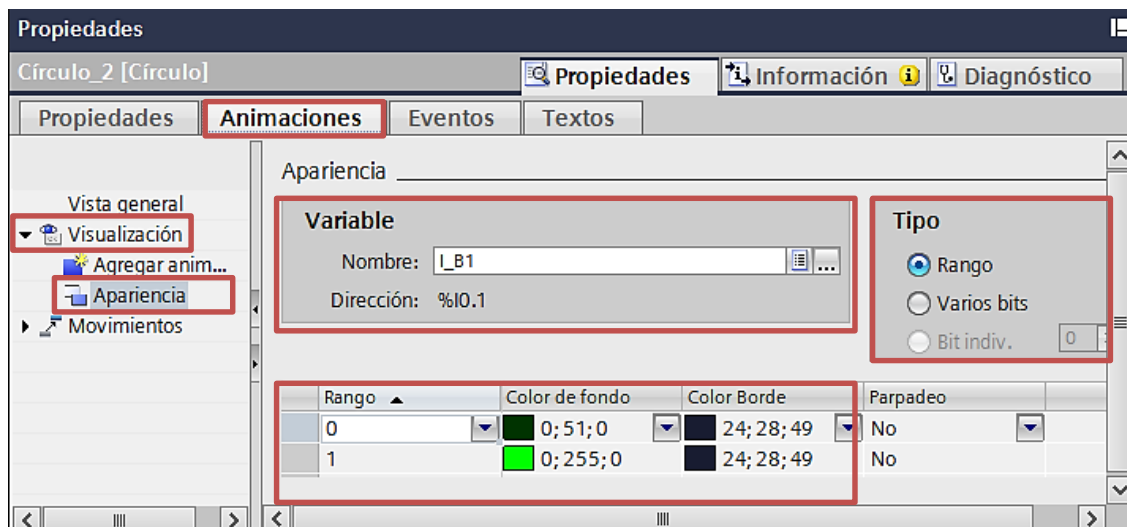 Propiedades
Círculo_2 [Círculo]
Propiedades
Información
Diagnóstico
Propiedades
Animaciones
Eventos
Textos
Vista general
Visualización
Agregar anim...
Apariencia
Movimientos
Apariencia
Variable
Nombre: I_B1 ...
Dirección: %I0.1
Tipo
Rango
Varios bits
Bit indiv. 0
Rango Color de fondo Color Borde Parpadeo
0 0; 51; 0 24; 28; 49 No
1 0; 255; 0 24; 28; 49 No